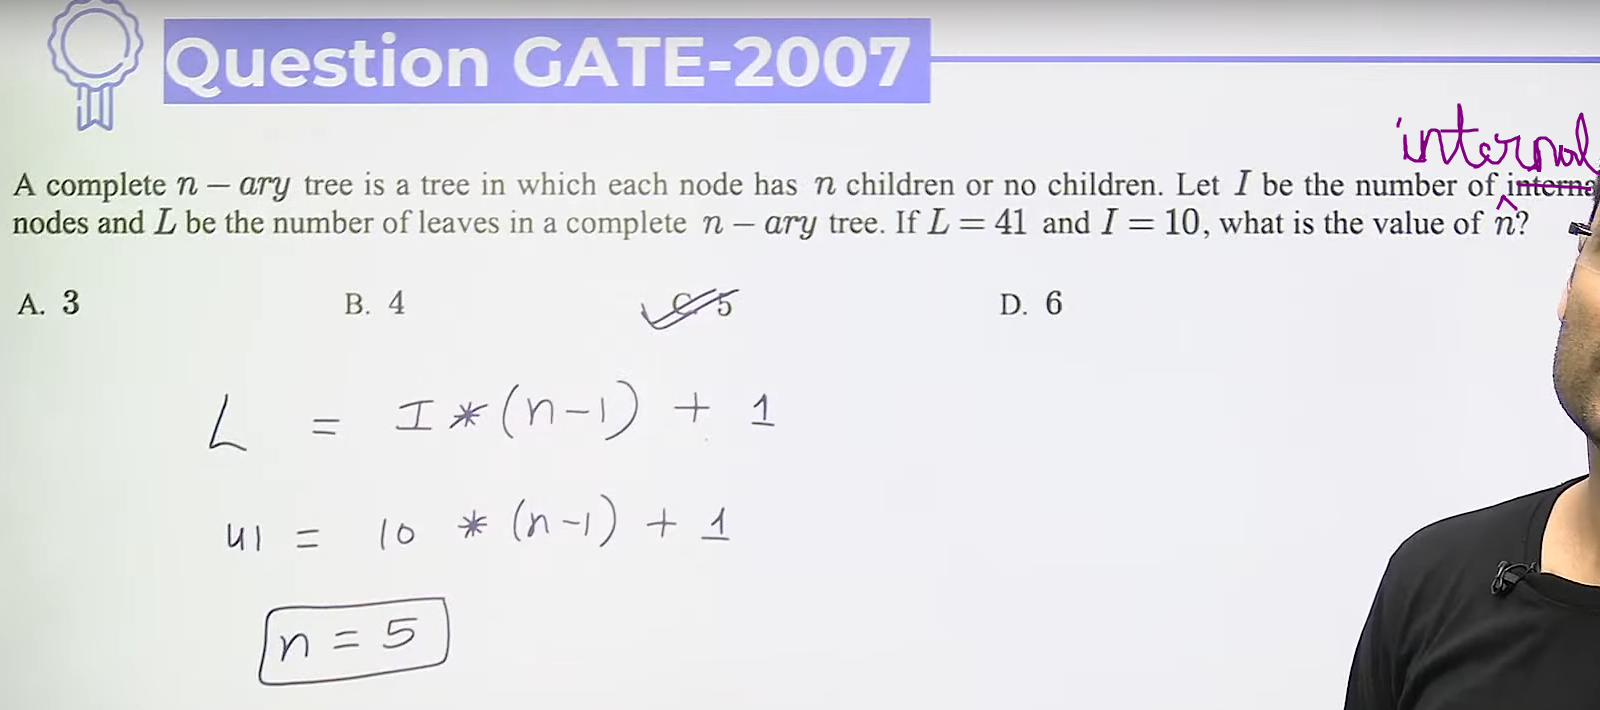 Question GATE-2007
internal
A complete n − ary tree is a tree in which each node has n children or no children. Let I be the number of interna
nodes and L be the number of leaves in a complete n − ary tree. If L = 41 and I = 10, what is the value of n?
A. 3 B. 4 C. 5 D. 6
L = I * (n-1) + 1
41 = 10 * (n-1) + 1
n = 5